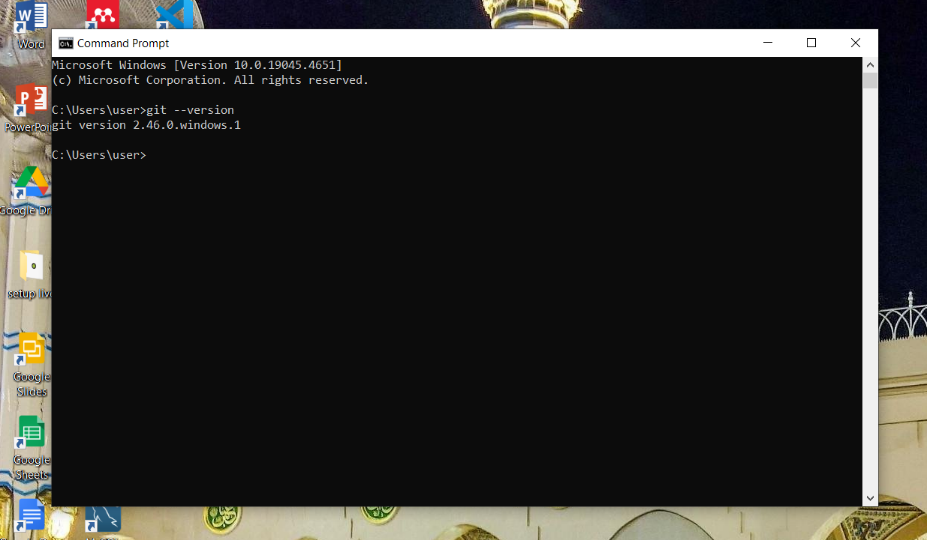 Word
Command Prompt
Microsoft Windows [Version 10.0.19045.4651]
(c) Microsoft Corporation. All rights reserved.
C:\Users\user>git --version
git version 2.46.0.windows.1
C:\Users\user>
PowerPoi
Google Dr
setup liv
Google
Slides
Google
Sheets